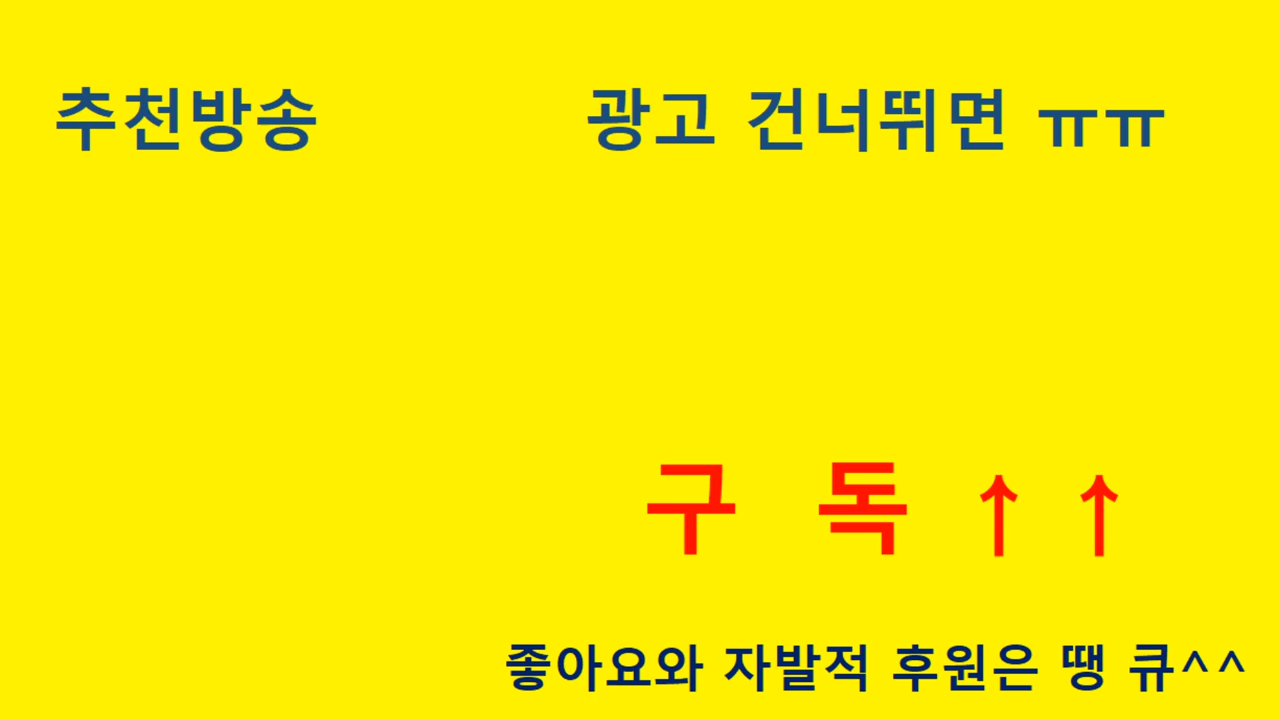 추천방송
광고 건너뛰면 ㅠㅠ
구 독 ↑ ↑
좋아요와 자발적 후원은 땡 큐^^